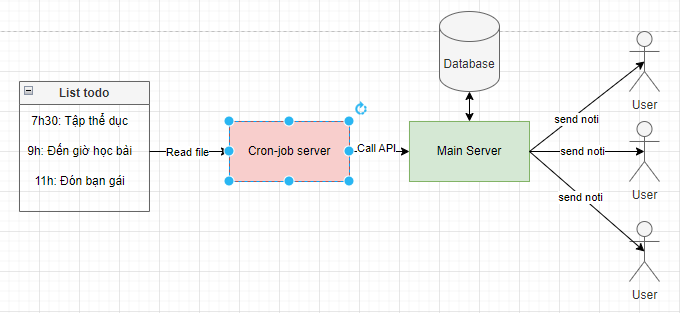 List todo
7h30: Tập thể dục
9h: Đến giờ học bài
11h: Đón bạn gái
Read file
Cron-job server
Call API
Main Server
Database
send noti
User
send noti
User
send noti
User